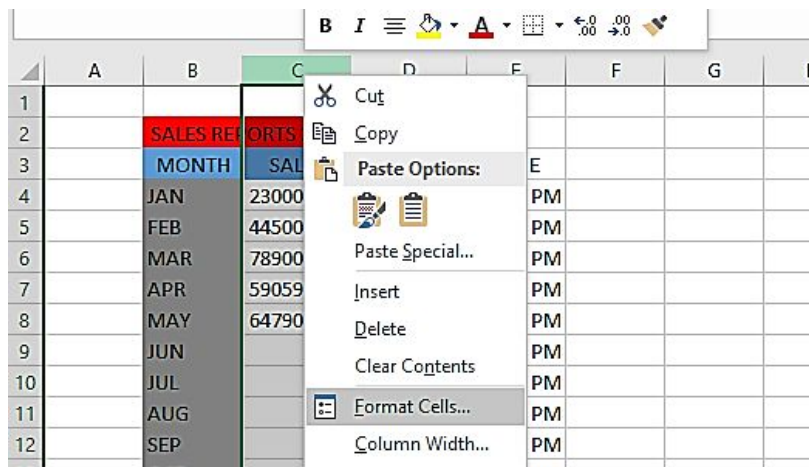 B I A .00 .00
A B C D E F G
1 Cut
2 SALES REPORTS Copy
3 MONTH SAL Paste Options: E
4 JAN 23000 PM
5 FEB 44500 PM
6 MAR 78900 Paste Special... PM
7 APR 59059 Insert PM
8 MAY 64790 Delete PM
9 JUN Clear Contents PM
10 JUL PM
11 AUG Format Cells... PM
12 SEP Column Width... PM